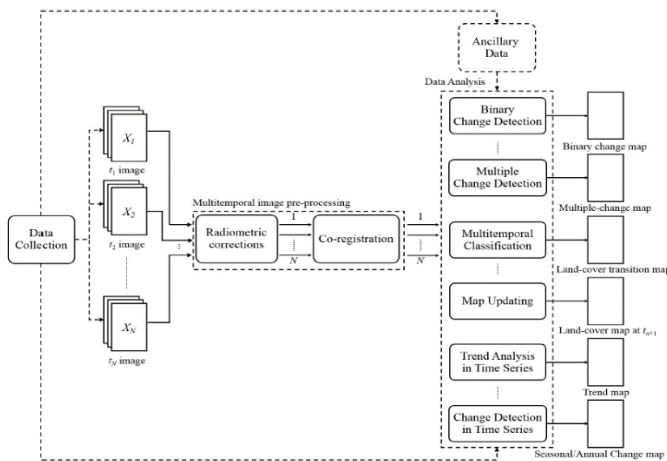 Ancillary
Data
Data Analysis
Binary
Change Detection
Binary change map
X1
t1 image
Multiple
Change Detection
Multiple-change map
X2
t2 image
Multitemporal image pre-processing
Data
Collection
Radiometric
corrections
1
N
Co-registration
1
N
Multitemporal
Classification
Land-cover transition map
Map Updating
Land-cover map at tn+1
XN
tN image
Trend Analysis
in Time Series
Trend map
Change Detection
in Time Series
Seasonal/Annual Change map